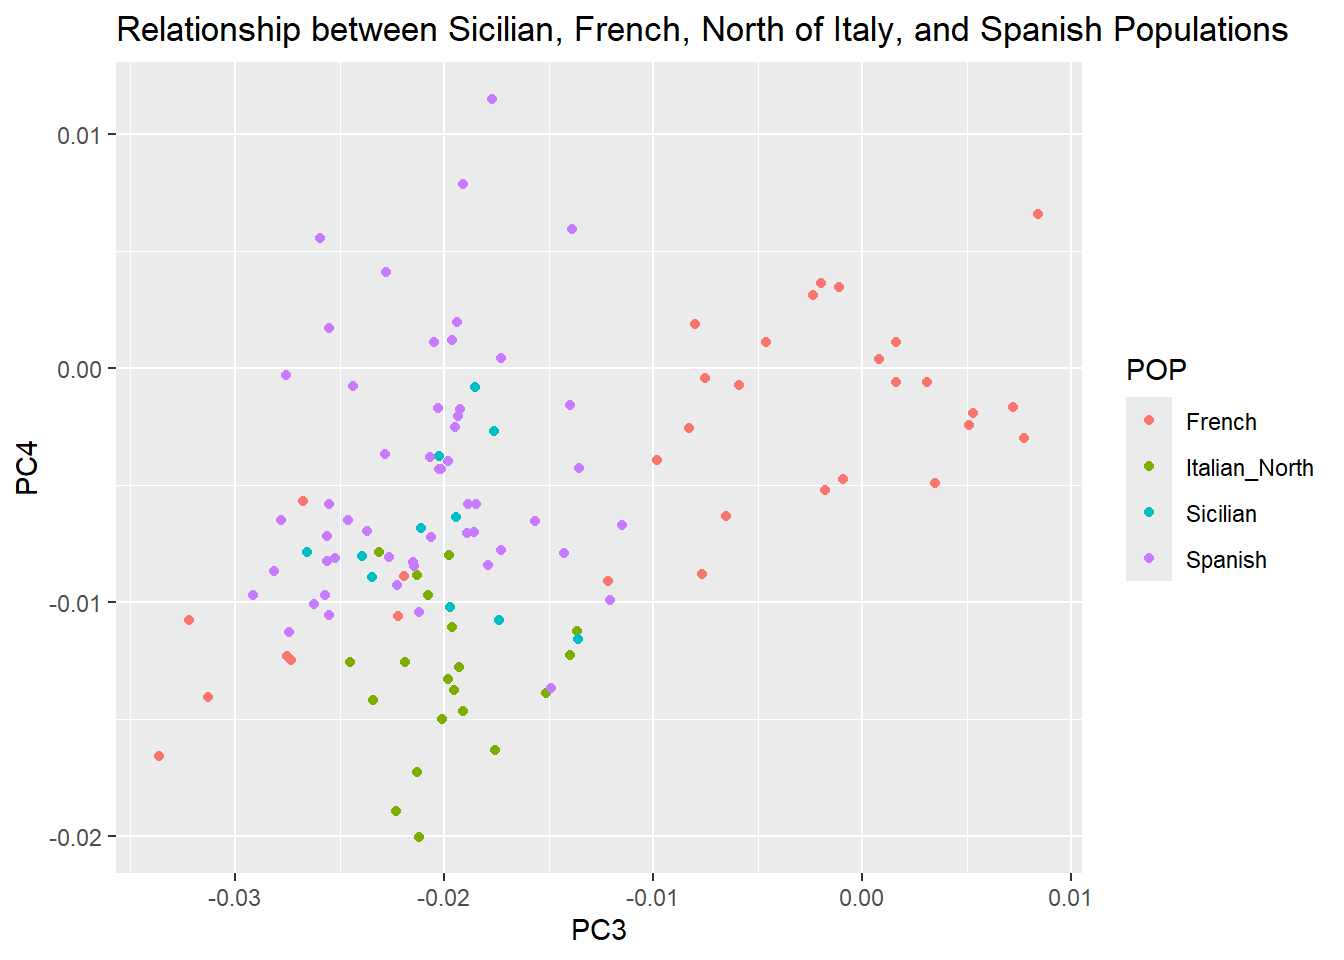 Relationship between Sicilian, French, North of Italy, and Spanish Populations
0.01
0.00
-0.01
-0.02
PC4
-0.03
-0.02
-0.01
0.00
0.01
PC3
POP
French
Italian_North
Sicilian
Spanish